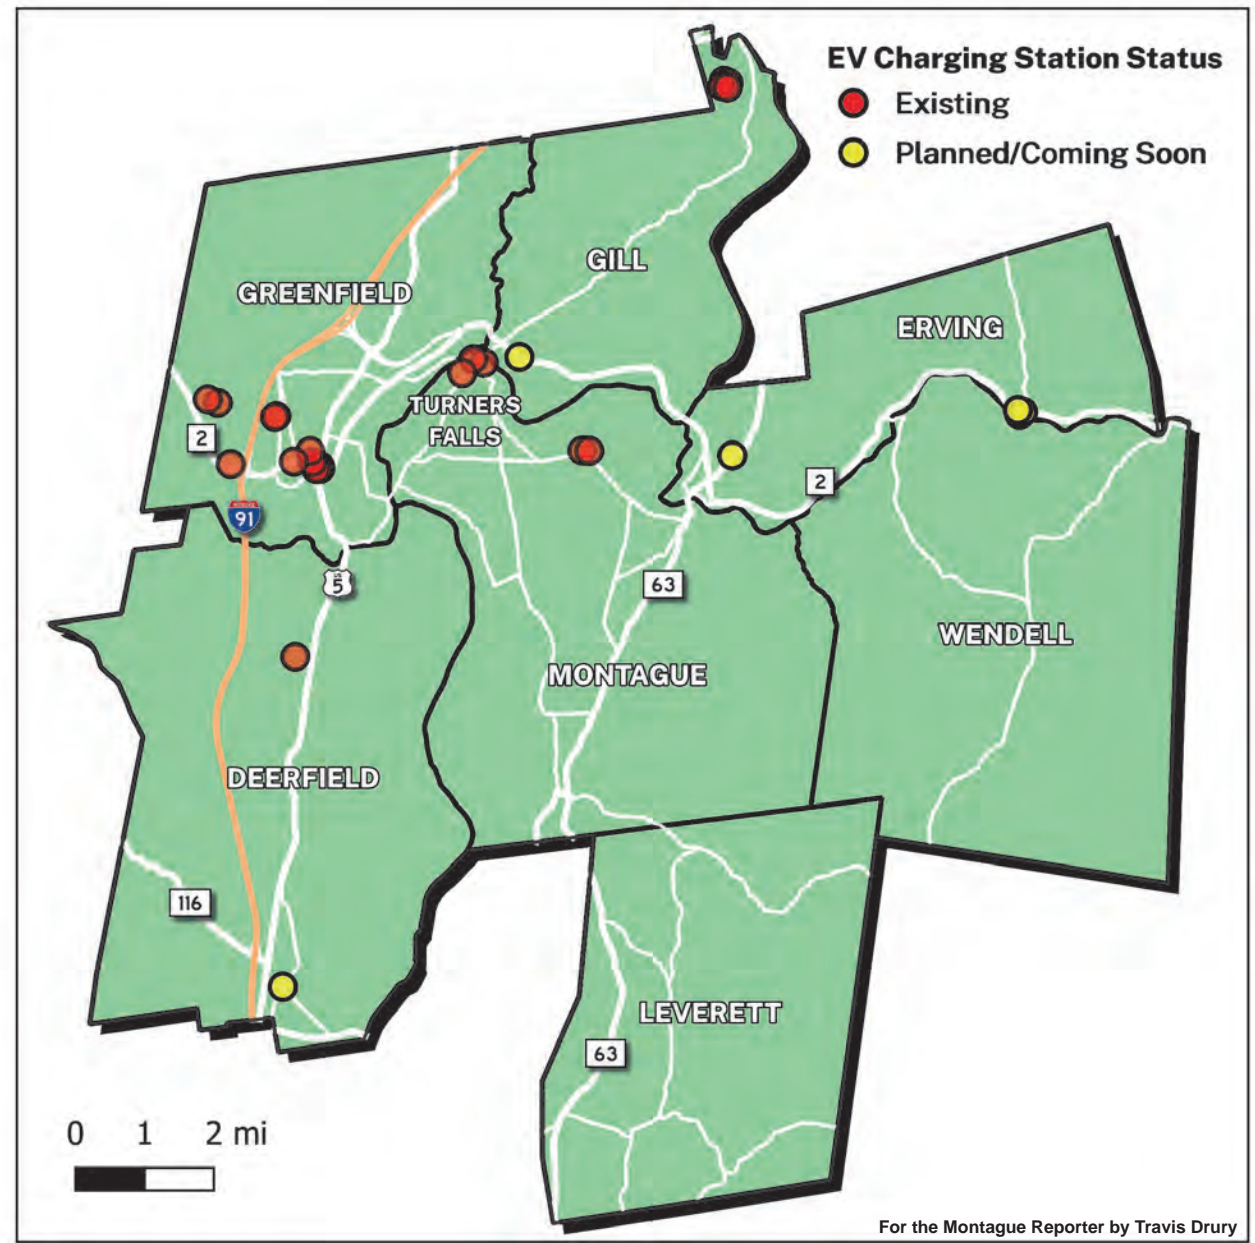 EV Charging Station Status
Existing
Planned/Coming Soon
GILL
GREENFIELD
ERVING
TURNERS
FALLS
2
2
91
US
5
63
WENDELL
MONTAGUE
DEERFIELD
116
LEVERETT
63
0 1 2 mi
For the Montague Reporter by Travis Drury